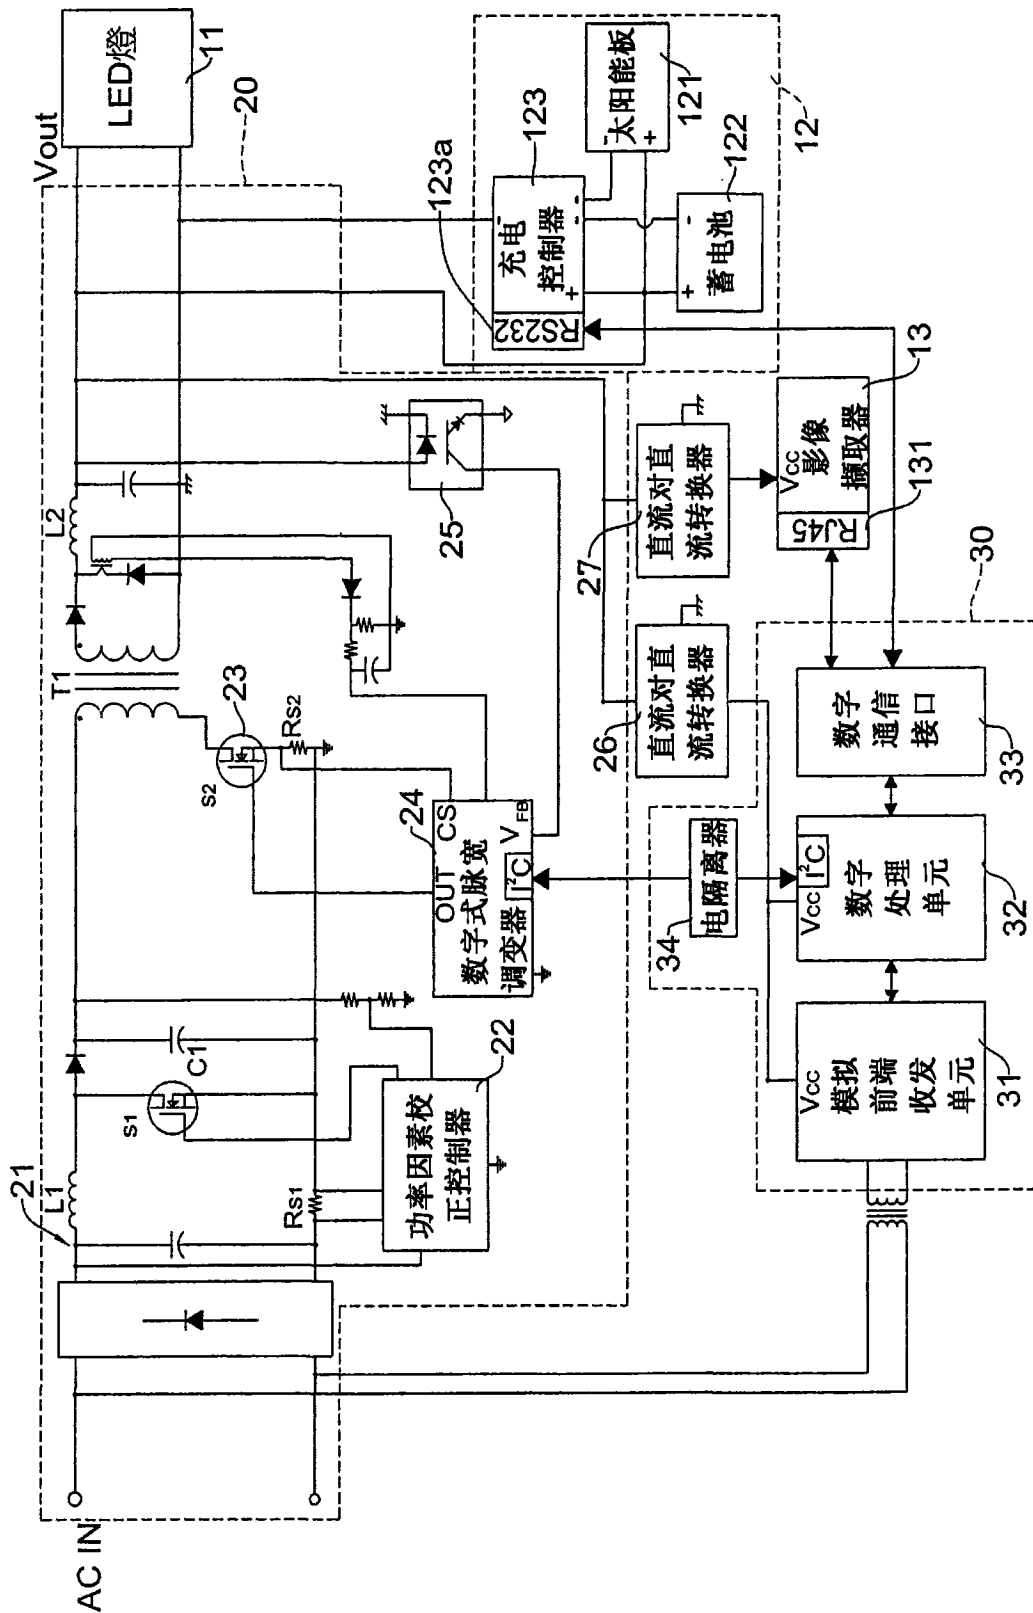 AC IN
21
L1
S1
C1
Rs1
功率因素校
正控制器
22
T1
S2
23
Rs2
24
OUT
CS
数字式脉宽
调变器
I²C
V
FB
L2
25
Vout
LED燈
11
20
123a
123
充电
控制器
RS232
-
-
-
+
太阳能板
-
+
121
蓄电池
+
-
122
12
26
直流对直
流转换器
27
直流对直
流转换器
Vcc
影像
撷取器
13
RJ45
131
30
34
电隔离器
Vcc
模拟
前端
收发
单元
31
Vcc
I²C
数字
处理
单元
32
数字
通信
接口
33